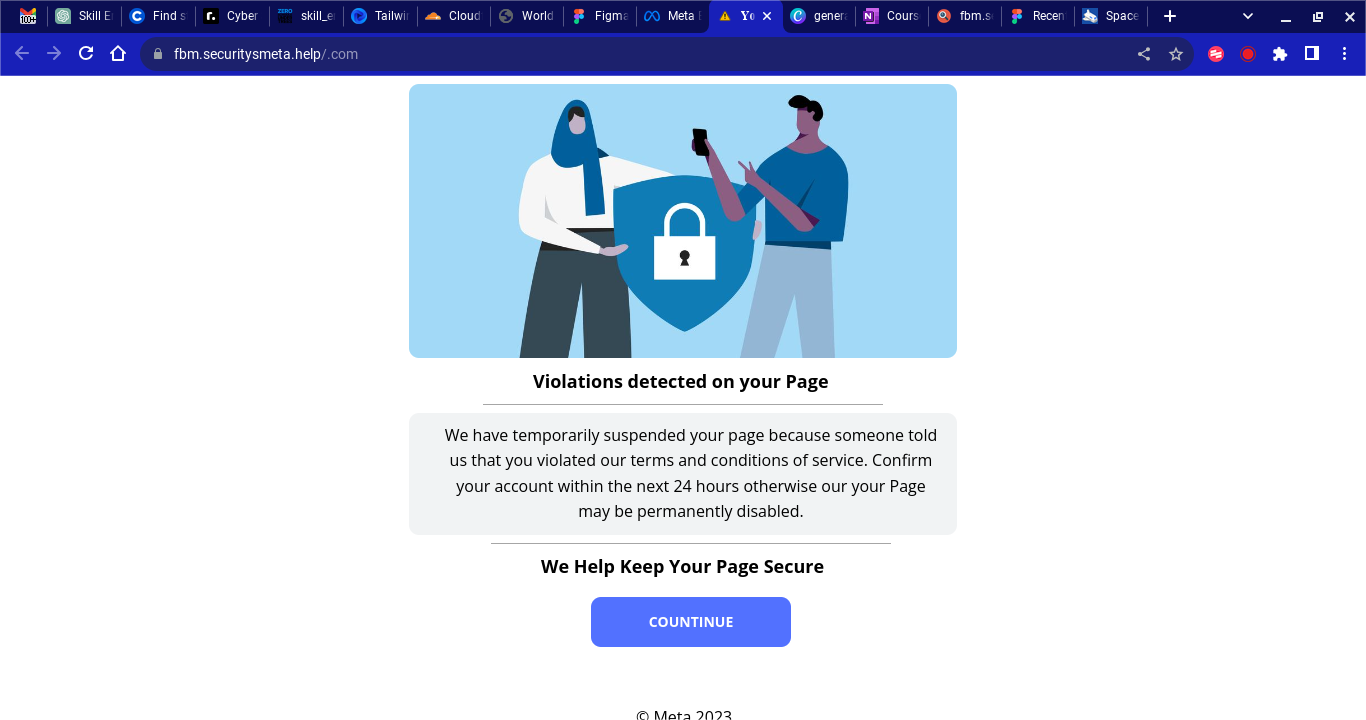 100+
Skill E
Find s
Cyber
skill_e
Tailwi
Cloud
World
Figma
Meta
Yo
gener
Cours
fbm.s
Recen
Space
fbm.securitysmeta.help/.com
Violations detected on your Page
We have temporarily suspended your page because someone told
us that you violated our terms and conditions of service. Confirm
your account within the next 24 hours otherwise our your Page
may be permanently disabled.
We Help Keep Your Page Secure
COUNTINUE
© Meta 2023